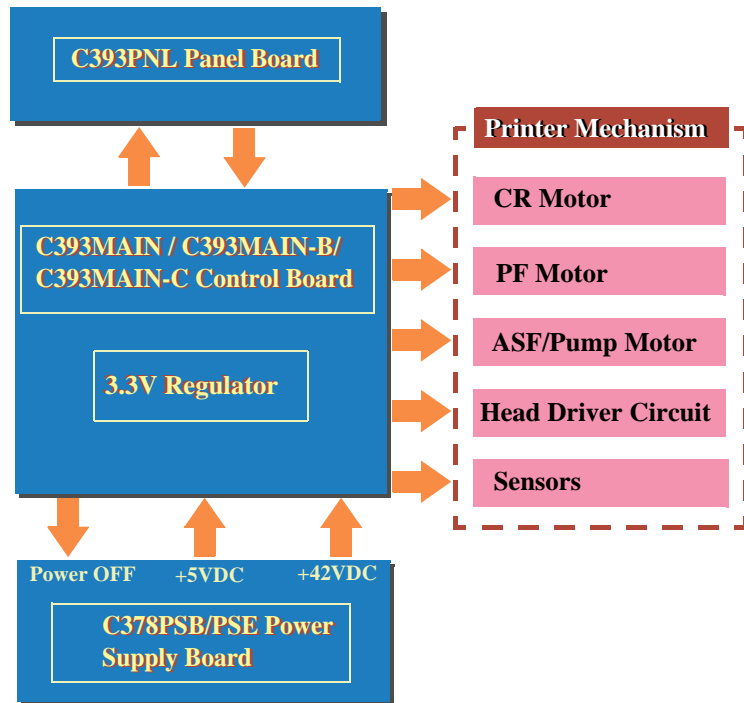 C393PNL Panel Board
Printer Mechanism
CR Motor
C393MAIN / C393MAIN-B/
C393MAIN-C Control Board
PF Motor
ASF/Pump Motor
3.3V Regulator
Head Driver Circuit
Sensors
Power OFF +5VDC +42VDC
C378PSB/PSE Power
Supply Board